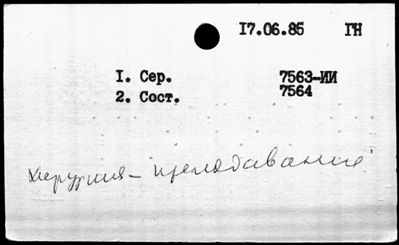 17.06.85 ГН
1. Сер. 7563-ИИ
2. Сост. 7564
хирургия – преподавание